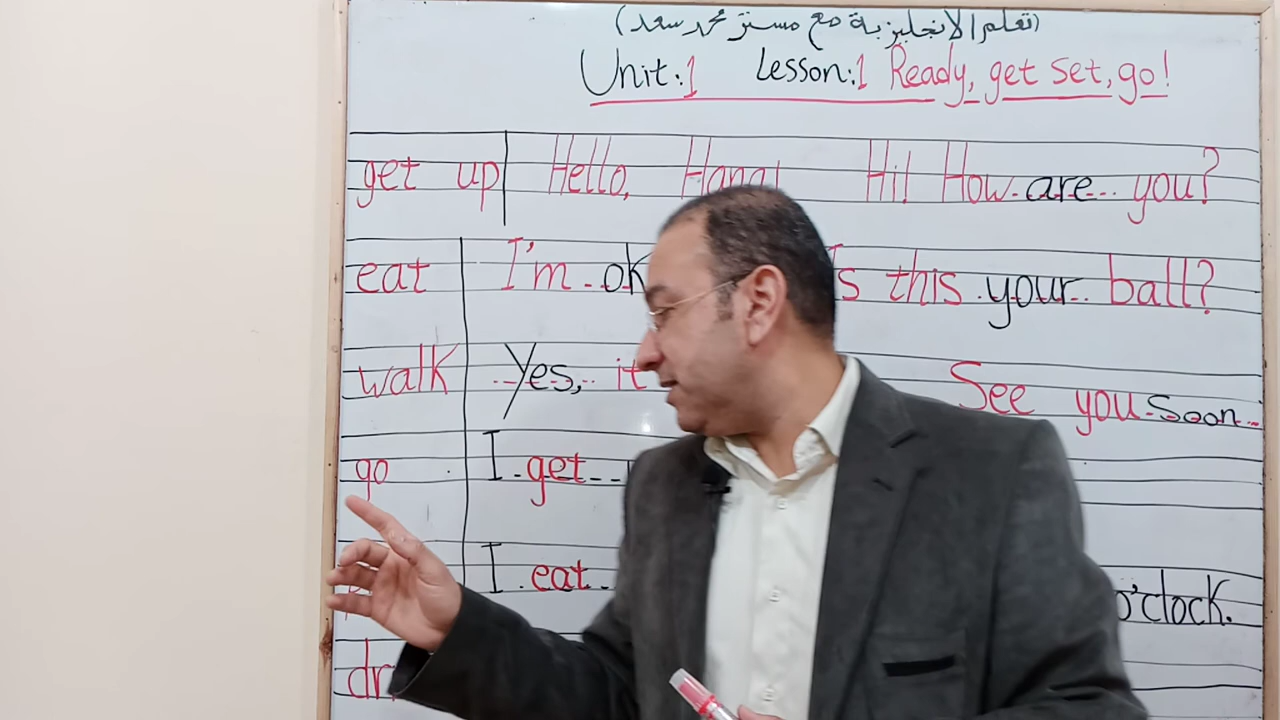 (تعلم الانجليزية مع مستر محمد سعد)
Unit:1 Lesson:1 Ready, get set, go!
get up Hello, Hana! Hi! How are you?
eat I'm ok Is this your ball?
walk Yes, it See you soon
go I get
I eat o'clock.
dr